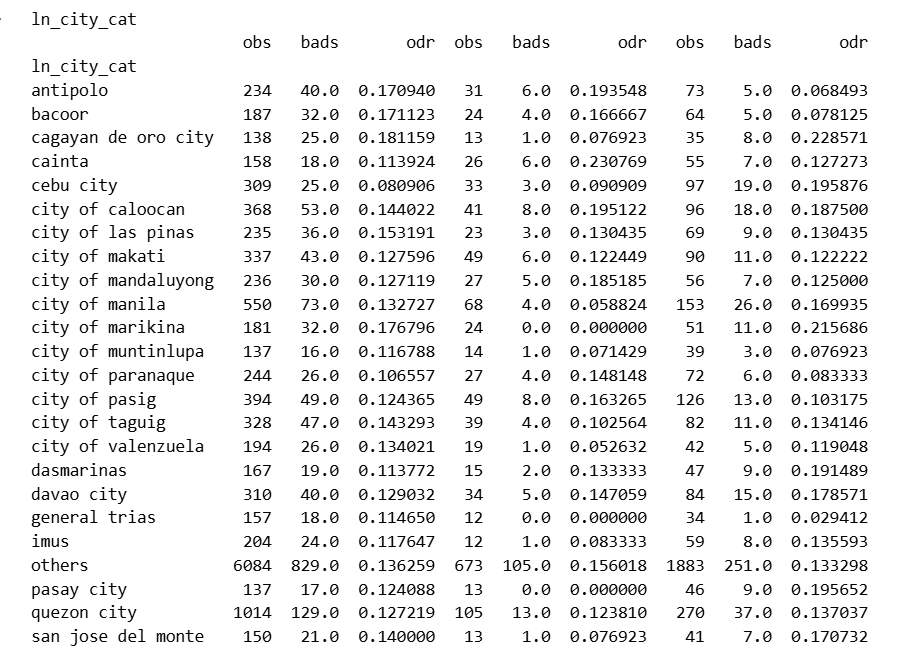 ln_city_cat
obs bads odr obs bads odr obs bads odr
ln_city_cat
antipolo 234 40.0 0.170940 31 6.0 0.193548 73 5.0 0.068493
bacoor 187 32.0 0.171123 24 4.0 0.166667 64 5.0 0.078125
cagayan de oro city 138 25.0 0.181159 13 1.0 0.076923 35 8.0 0.228571
cainta 158 18.0 0.113924 26 6.0 0.230769 55 7.0 0.127273
cebu city 309 25.0 0.080906 33 3.0 0.090909 97 19.0 0.195876
city of caloocan 368 53.0 0.144022 41 8.0 0.195122 96 18.0 0.187500
city of las pinas 235 36.0 0.153191 23 3.0 0.130435 69 9.0 0.130435
city of makati 337 43.0 0.127596 49 6.0 0.122449 90 11.0 0.122222
city of mandaluyong 236 30.0 0.127119 27 5.0 0.185185 56 7.0 0.125000
city of manila 550 73.0 0.132727 68 4.0 0.058824 153 26.0 0.169935
city of marikina 181 32.0 0.176796 24 0.0 0.000000 51 11.0 0.215686
city of muntinlupa 137 16.0 0.116788 14 1.0 0.071429 39 3.0 0.076923
city of paranaque 244 26.0 0.106557 27 4.0 0.148148 72 6.0 0.083333
city of pasig 394 49.0 0.124365 49 8.0 0.163265 126 13.0 0.103175
city of taguig 328 47.0 0.143293 39 4.0 0.102564 82 11.0 0.134146
city of valenzuela 194 26.0 0.134021 19 1.0 0.052632 42 5.0 0.119048
dasmarinas 167 19.0 0.113772 15 2.0 0.133333 47 9.0 0.191489
davao city 310 40.0 0.129032 34 5.0 0.147059 84 15.0 0.178571
general trias 157 18.0 0.114650 12 0.0 0.000000 34 1.0 0.029412
imus 204 24.0 0.117647 12 1.0 0.083333 59 8.0 0.135593
others 6084 829.0 0.136259 673 105.0 0.156018 1883 251.0 0.133298
pasay city 137 17.0 0.124088 13 0.0 0.000000 46 9.0 0.195652
quezon city 1014 129.0 0.127219 105 13.0 0.123810 270 37.0 0.137037
san jose del monte 150 21.0 0.140000 13 1.0 0.076923 41 7.0 0.170732